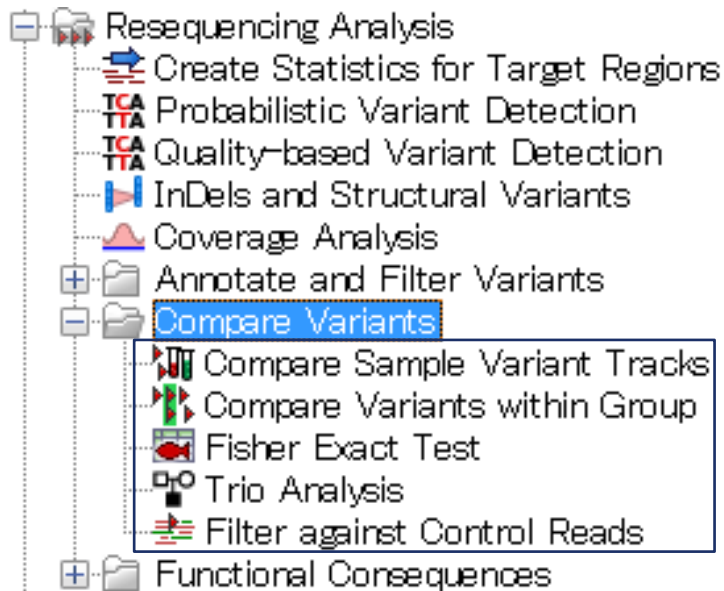 Resequencing Analysis
Create Statistics for Target Regions
TCA
TTA
Probabilistic Variant Detection
TCA
TTA
Quality-based Variant Detection
InDels and Structural Variants
Coverage Analysis
Annotate and Filter Variants
Compare Variants
Compare Sample Variant Tracks
Compare Variants within Group
Fisher Exact Test
Trio Analysis
Filter against Control Reads
Functional Consequences